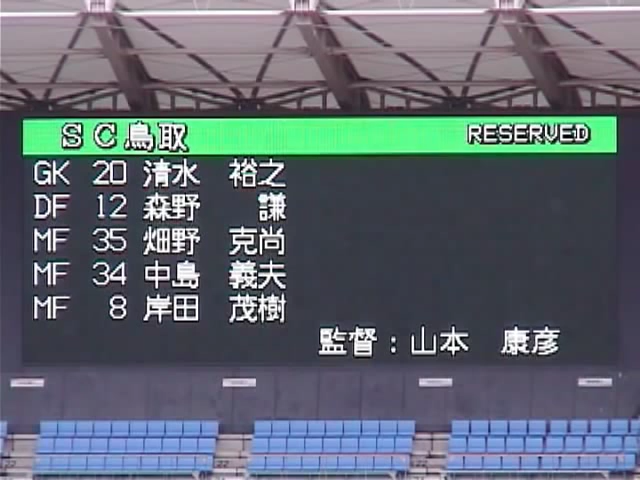 ＳＣ鳥取 RESERVED
GK 20 清水 裕之
DF 12 森野 謙
MF 35 畑野 克尚
MF 34 中島 義夫
MF 8 岸田 茂樹
監督：山本 康彦